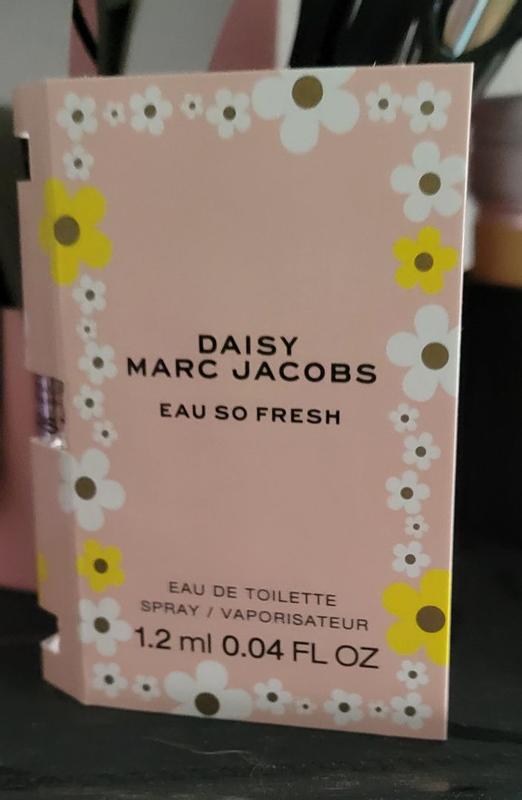 DAISY
MARC JACOBS
EAU SO FRESH
EAU DE TOILETTE
SPRAY / VAPORISATEUR
1.2 ml 0.04 FL OZ